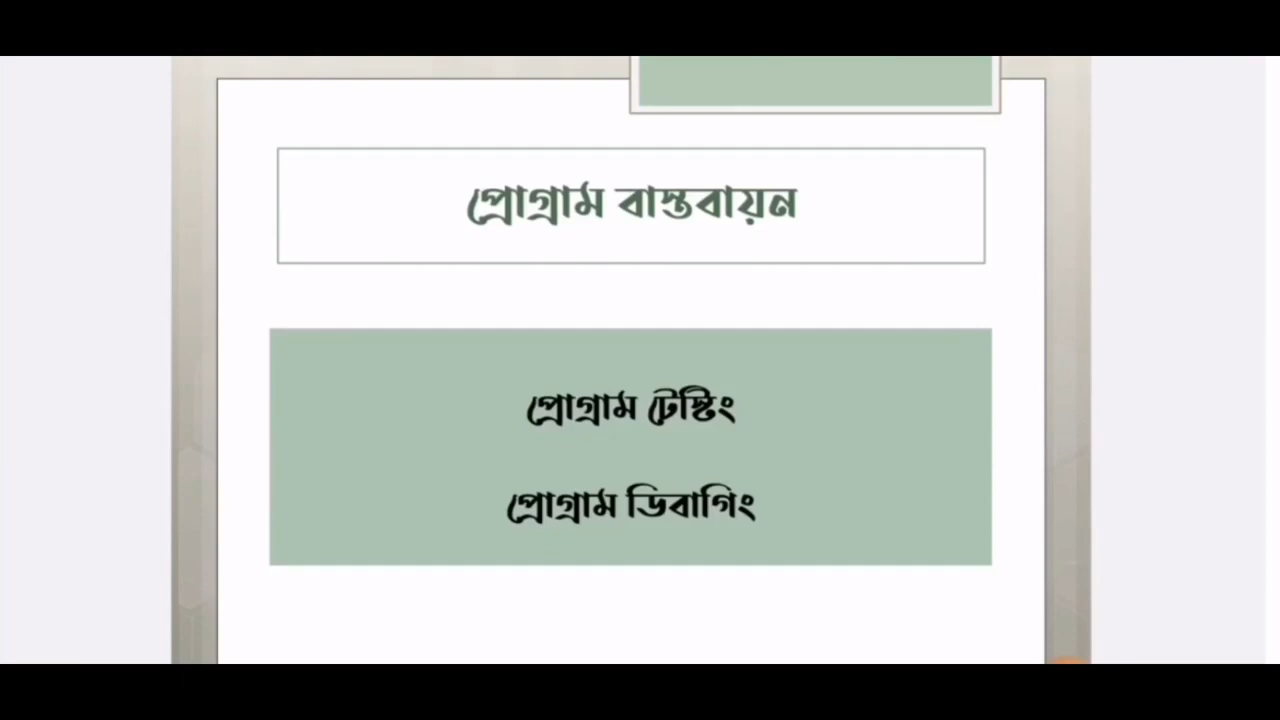 প্রোগ্রাম বাস্তবায়ন
প্রোগ্রাম টেস্টিং
প্রোগ্রাম ডিবাগিং